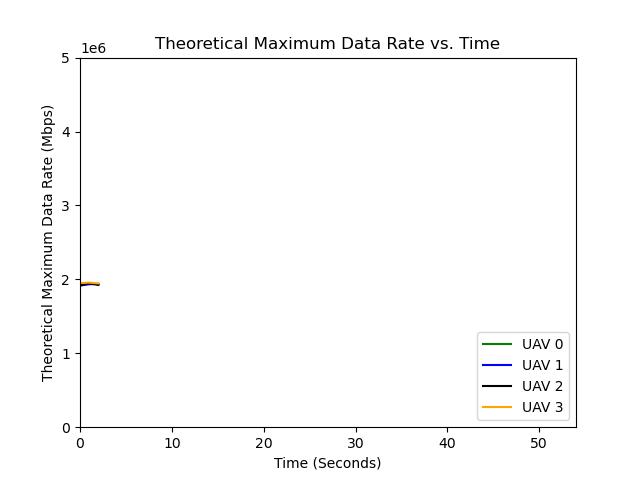 Theoretical Maximum Data Rate vs. Time
1e6
5
4
3
2
1
0
Theoretical Maximum Data Rate (Mbps)
UAV 0
UAV 1
UAV 2
UAV 3
0 10 20 30 40 50
Time (Seconds)